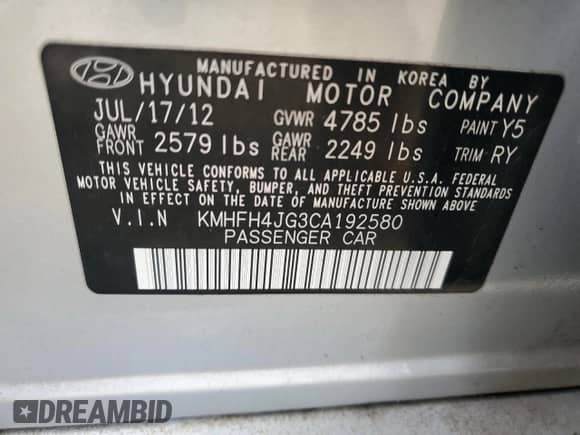 MANUFACTURED IN KOREA BY
HYUNDAI MOTOR COMPANY
JUL/17/12 GVWR 4785 lbs PAINT Y5
GAWR FRONT 2579 lbs GAWR REAR 2249 lbs TRIM RY
THIS VEHICLE CONFORMS TO ALL APPLICABLE U.S.A. FEDERAL
MOTOR VEHICLE SAFETY, BUMPER, AND THEFT PREVENTION STANDARDS
IN EFFECT ON THE DATE OF MANUFACTURE SHOWN ABOVE.
V.I.N KMHFH4JG3CA192580
PASSENGER CAR
DREAMBID